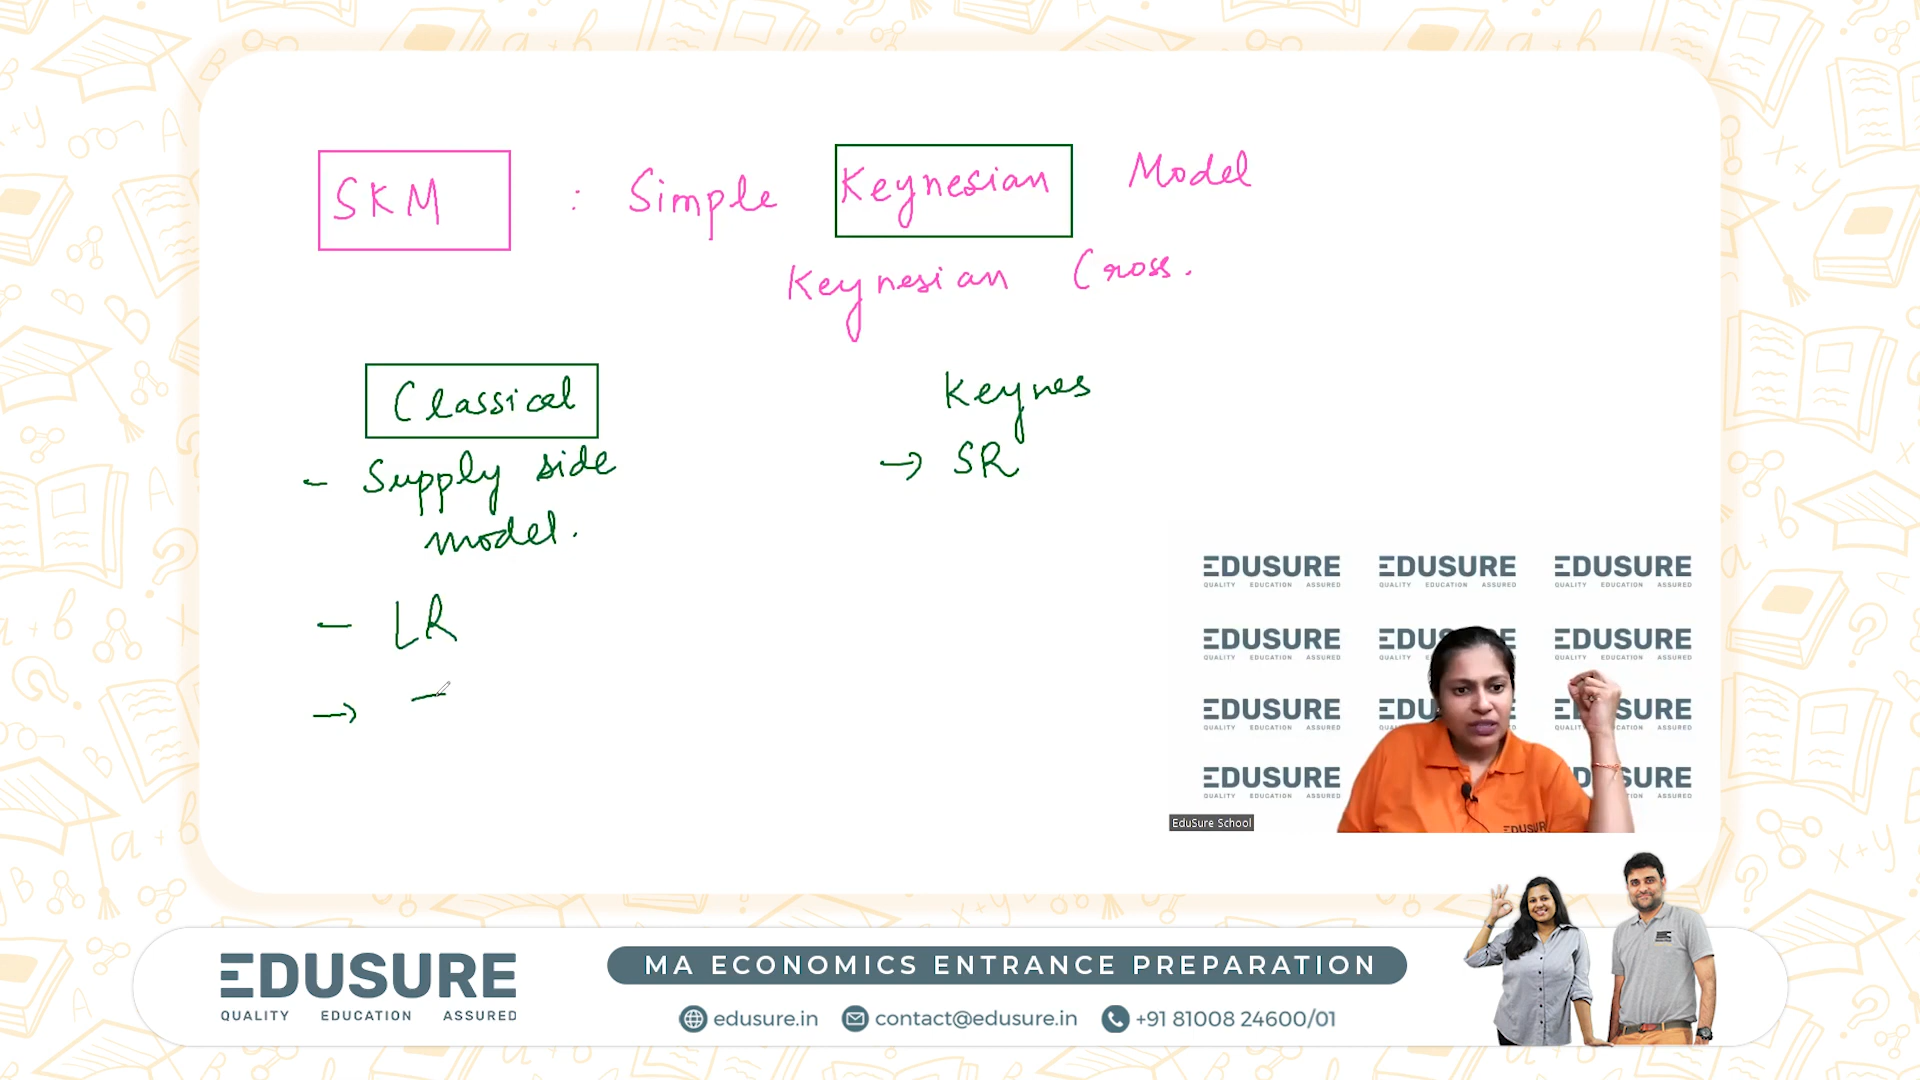 SKM : Simple Keynesian Model
Keynesian Cross.
Classical
- Supply side
model.
- LR
→
Keynes
→ SR
EDUSURE EDUSURE EDUSURE
QUALITY EDUCATION ASSURED QUALITY EDUCATION ASSURED QUALITY EDUCATION ASSURED
EDUSURE EDUSURE
QUALITY EDUCATION ASSURED
EDUSURE
QUALITY EDUCATION ASSURED
EDUSURE
QUALITY EDUCATION ASSURED
EduSure School
EDUSURE
QUALITY EDUCATION ASSURED
MA ECONOMICS ENTRANCE PREPARATION
edusure.in contact@edusure.in +91 81008 24600/01